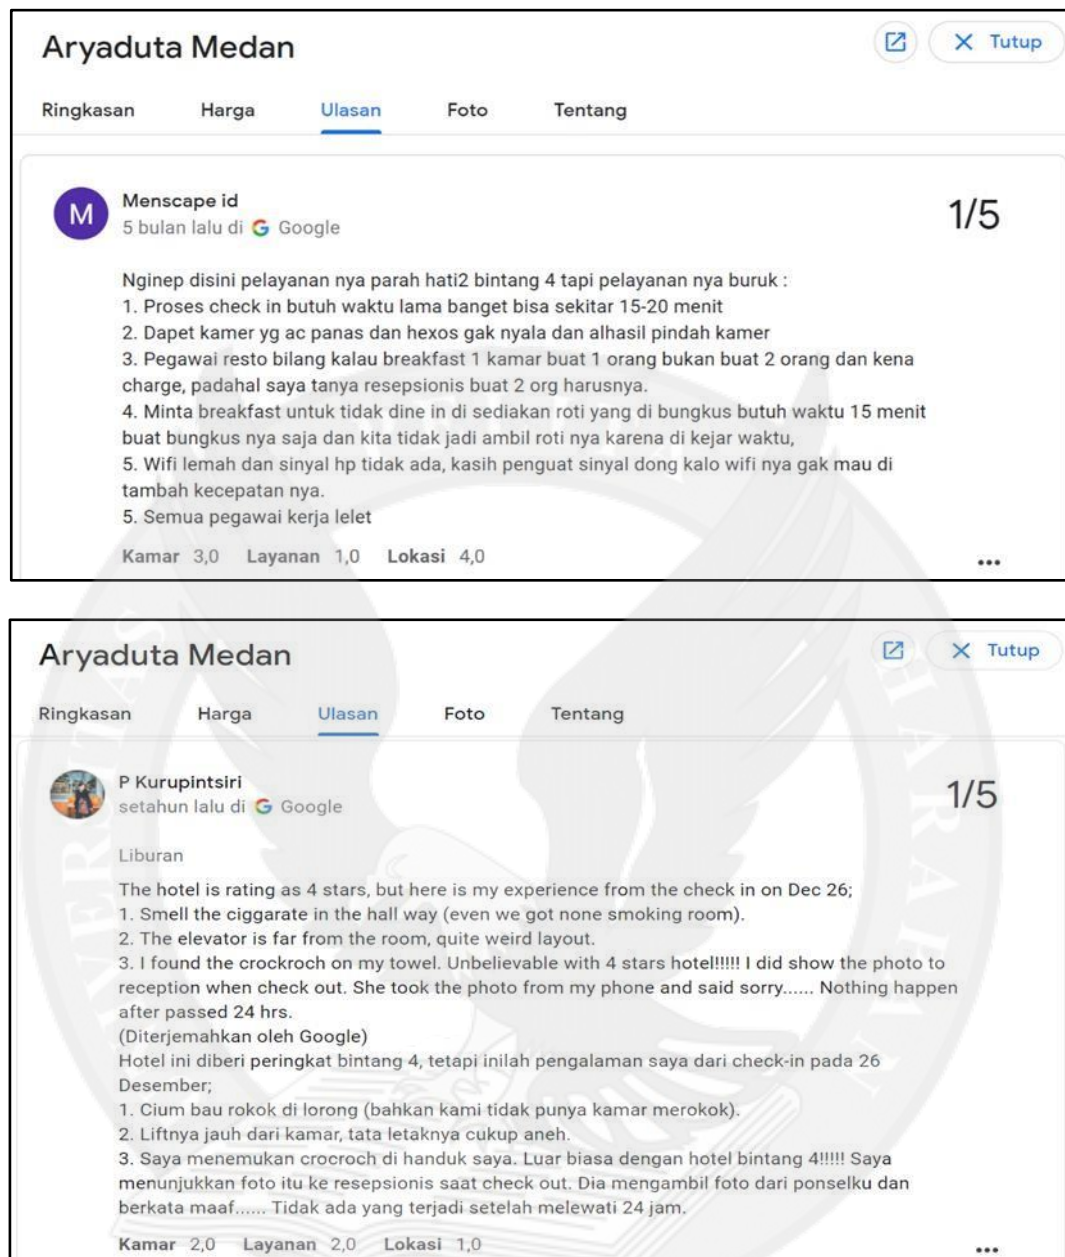 Aryaduta Medan
Tutup
Ringkasan Harga Ulasan Foto Tentang
M
Menscape id
5 bulan lalu di G Google
1/5
Nginep disini pelayanan nya parah hati2 bintang 4 tapi pelayanan nya buruk :
1. Proses check in butuh waktu lama banget bisa sekitar 15-20 menit
2. Dapet kamer yg ac panas dan hexos gak nyala dan alhasil pindah kamer
3. Pegawai resto bilang kalau breakfast 1 kamar buat 1 orang bukan buat 2 orang dan kena
charge, padahal saya tanya resepsionis buat 2 org harusnya.
4. Minta breakfast untuk tidak dine in di sediakan roti yang di bungkus butuh waktu 15 menit
buat bungkus nya saja dan kita tidak jadi ambil roti nya karena di kejar waktu,
5. Wifi lemah dan sinyal hp tidak ada, kasih penguat sinyal dong kalo wifi nya gak mau di
tambah kecepatan nya.
5. Semua pegawai kerja lelet
Kamar 3,0 Layanan 1,0 Lokasi 4,0
Aryaduta Medan
Tutup
Ringkasan Harga Ulasan Foto Tentang
P Kurupintsiri
setahun lalu di G Google
1/5
Liburan
The hotel is rating as 4 stars, but here is my experience from the check in on Dec 26;
1. Smell the ciggarate in the hall way (even we got none smoking room).
2. The elevator is far from the room, quite weird layout.
3. I found the crockroch on my towel. Unbelievable with 4 stars hotel!!!!! I did show the photo to
reception when check out. She took the photo from my phone and said sorry...... Nothing happen
after passed 24 hrs.
(Diterjemahkan oleh Google)
Hotel ini diberi peringkat bintang 4, tetapi inilah pengalaman saya dari check-in pada 26
Desember;
1. Cium bau rokok di lorong (bahkan kami tidak punya kamar merokok).
2. Liftnya jauh dari kamar, tata letaknya cukup aneh.
3. Saya menemukan crocroch di handuk saya. Luar biasa dengan hotel bintang 4!!!!! Saya
menunjukkan foto itu ke resepsionis saat check out. Dia mengambil foto dari ponselku dan
berkata maaf...... Tidak ada yang terjadi setelah melewati 24 jam.
Kamar 2,0 Layanan 2,0 Lokasi 1,0